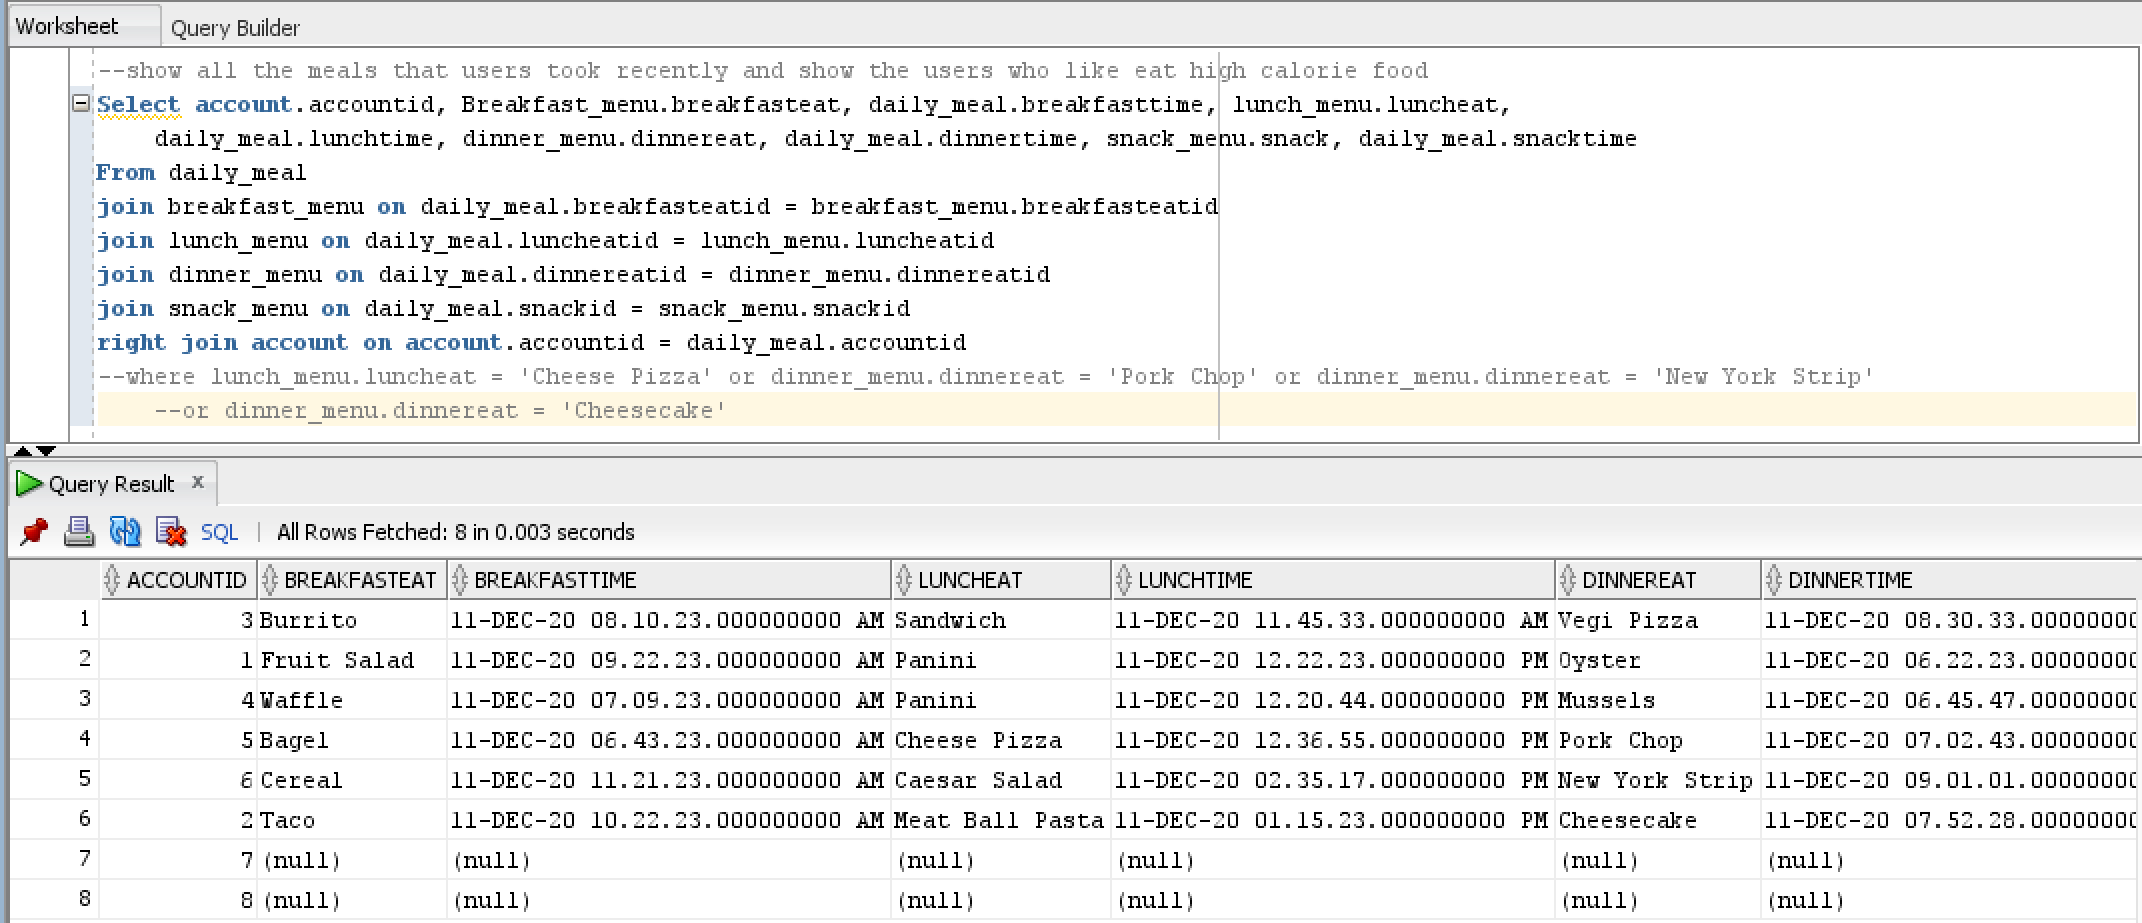 Worksheet Query Builder
--show all the meals that users took recently and show the users who like eat high calorie food
Select account.accountid, Breakfast_menu.breakfasteat, daily_meal.breakfasttime, lunch_menu.luncheat,
daily_meal.lunchtime, dinner_menu.dinnereat, daily_meal.dinnertime, snack_menu.snack, daily_meal.snacktime
From daily_meal
join breakfast_menu on daily_meal.breakfasteatid = breakfast_menu.breakfasteatid
join lunch_menu on daily_meal.luncheatid = lunch_menu.luncheatid
join dinner_menu on daily_meal.dinnereatid = dinner_menu.dinnereatid
join snack_menu on daily_meal.snackid = snack_menu.snackid
right join account on account.accountid = daily_meal.accountid
--where lunch_menu.luncheat = 'Cheese Pizza' or dinner_menu.dinnereat = 'Pork Chop' or dinner_menu.dinnereat = 'New York Strip'
--or dinner_menu.dinnereat = 'Cheesecake'
Query Result x
SQL | All Rows Fetched: 8 in 0.003 seconds
ACCOUNTID BREAKFASTEAT BREAKFASTTIME LUNCHEAT LUNCHTIME DINNEREAT DINNERTIME
1 3 Burrito 11-DEC-20 08.10.23.000000000 AM Sandwich 11-DEC-20 11.45.33.000000000 AM Vegi Pizza 11-DEC-20 08.30.33.00000000
2 1 Fruit Salad 11-DEC-20 09.22.23.000000000 AM Panini 11-DEC-20 12.22.23.000000000 PM Oyster 11-DEC-20 06.22.23.00000000
3 4 Waffle 11-DEC-20 07.09.23.000000000 AM Panini 11-DEC-20 12.20.44.000000000 PM Mussels 11-DEC-20 06.45.47.00000000
4 5 Bagel 11-DEC-20 06.43.23.000000000 AM Cheese Pizza 11-DEC-20 12.36.55.000000000 PM Pork Chop 11-DEC-20 07.02.43.00000000
5 6 Cereal 11-DEC-20 11.21.23.000000000 AM Caesar Salad 11-DEC-20 02.35.17.000000000 PM New York Strip 11-DEC-20 09.01.01.00000000
6 2 Taco 11-DEC-20 10.22.23.000000000 AM Meat Ball Pasta 11-DEC-20 01.15.23.000000000 PM Cheesecake 11-DEC-20 07.52.28.00000000
7 7 (null) (null) (null) (null) (null) (null)
8 8 (null) (null) (null) (null) (null) (null)